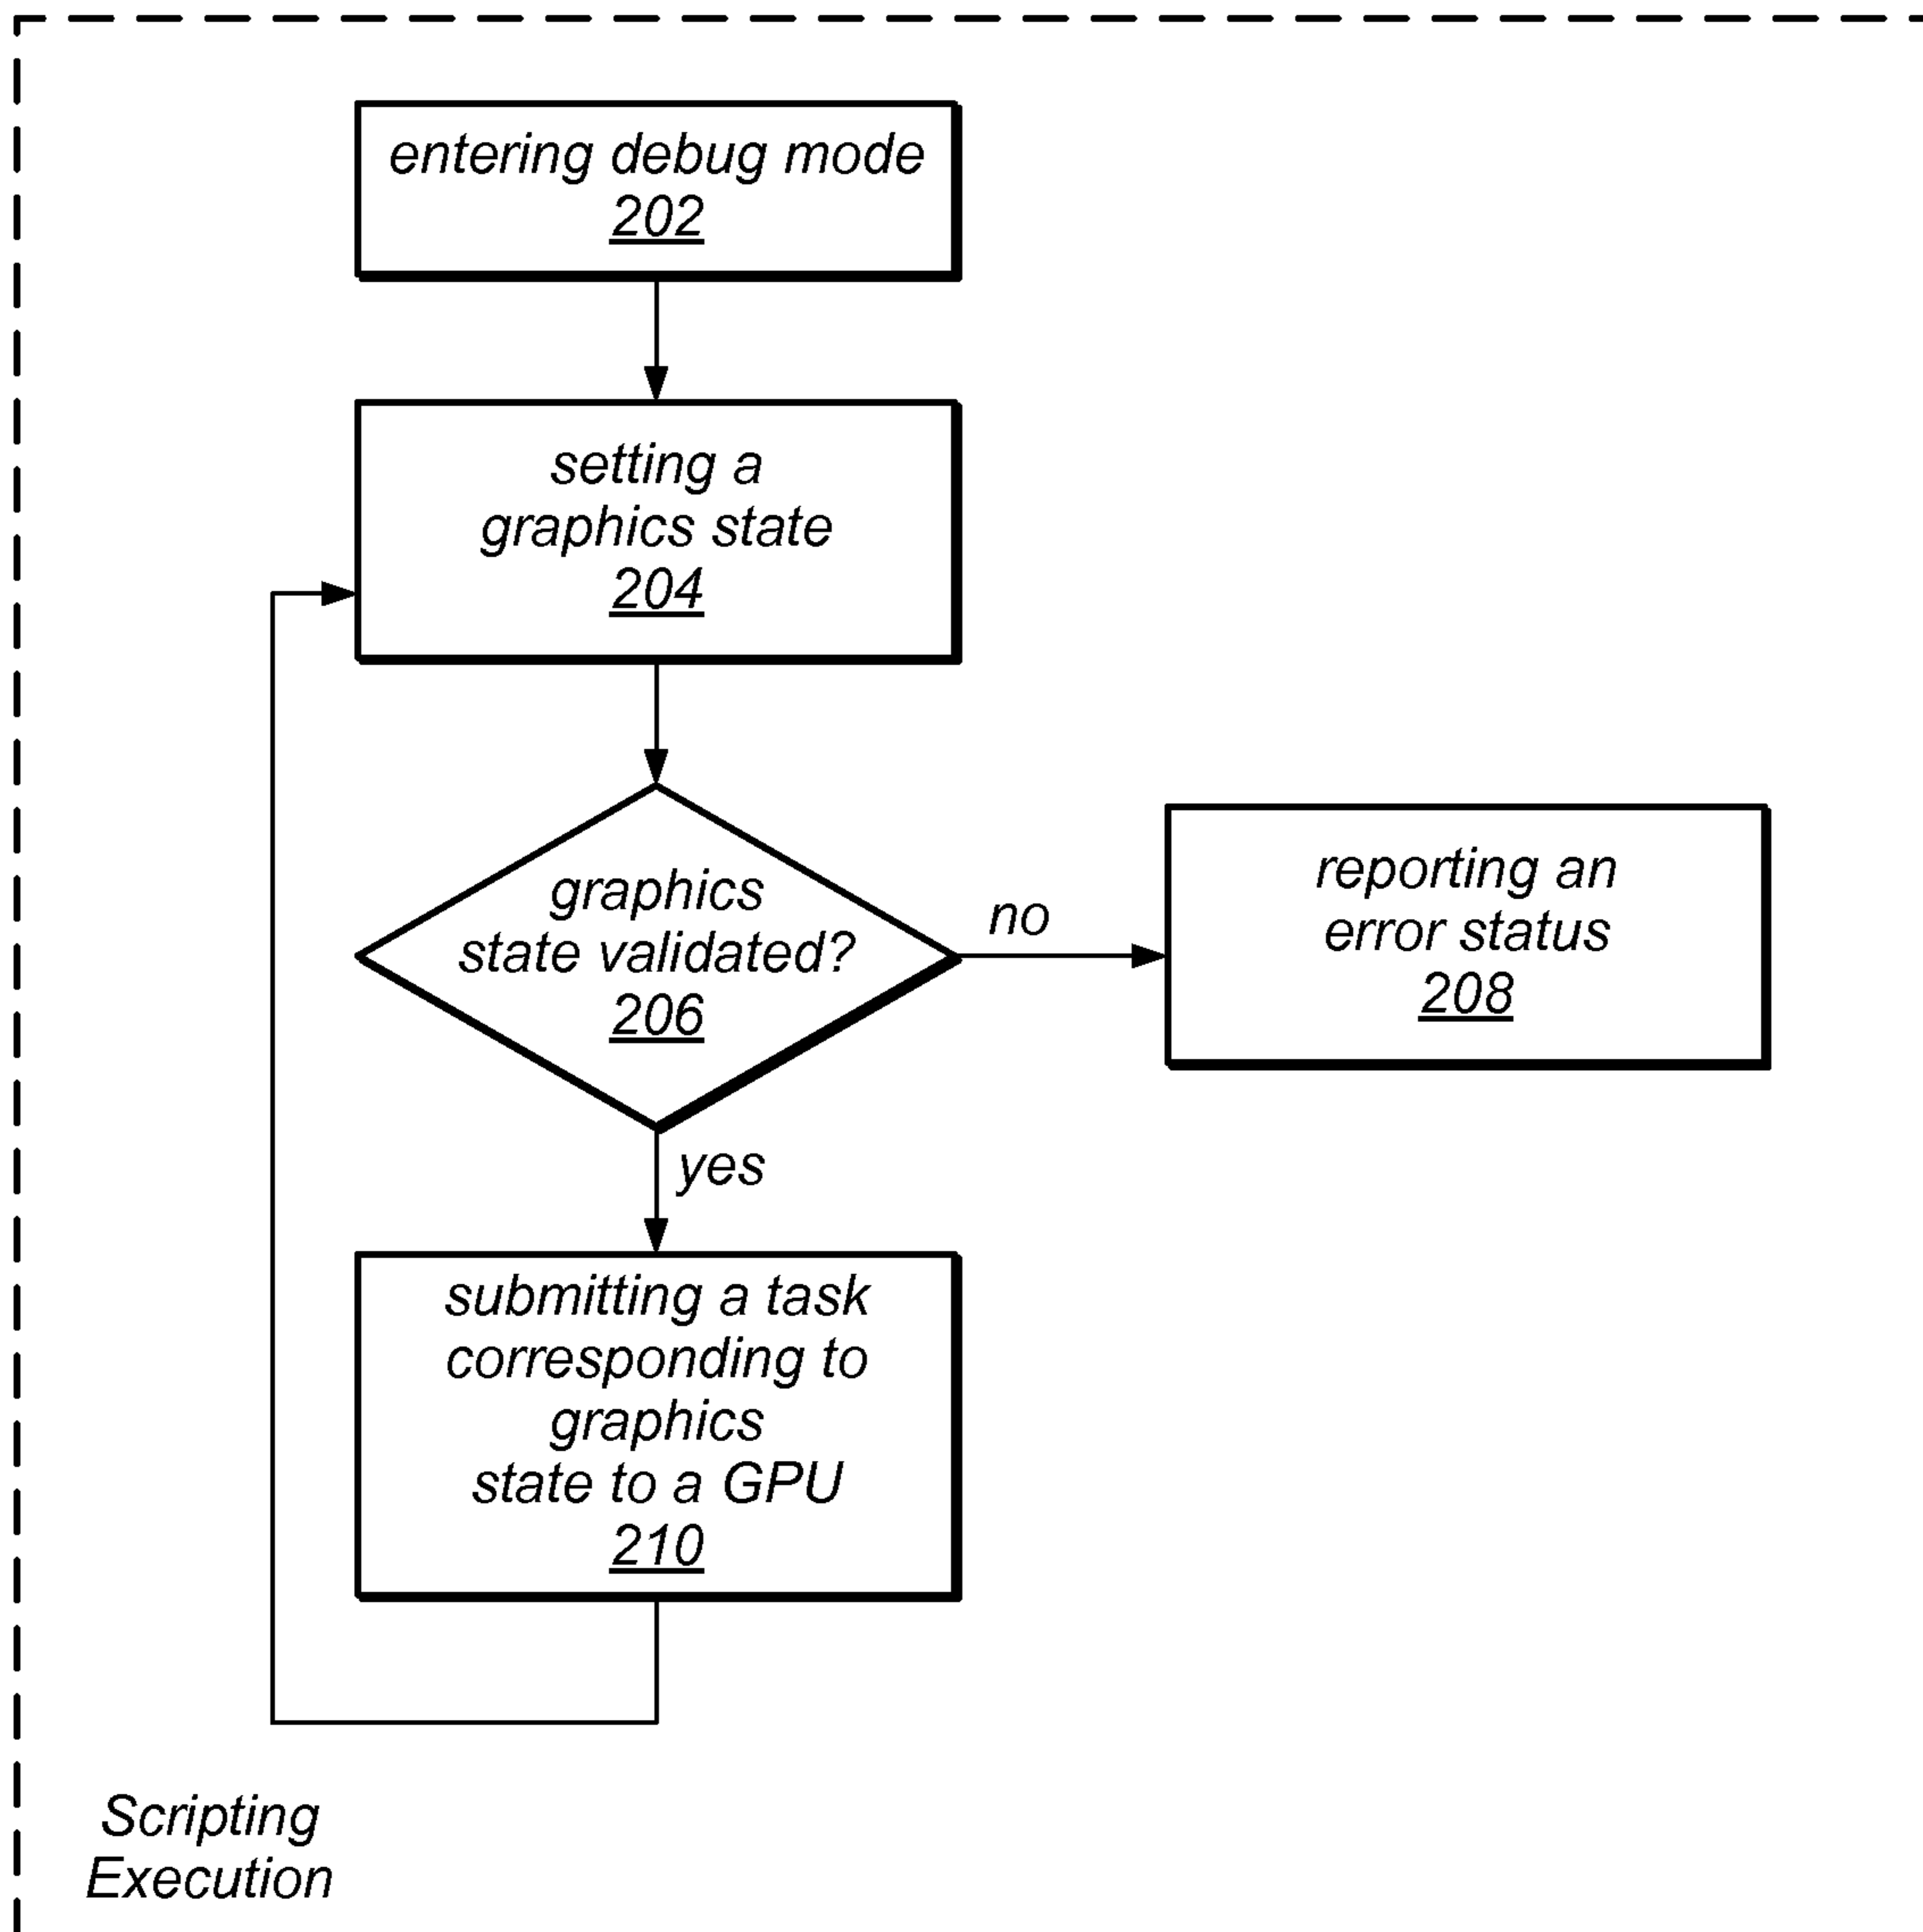 entering debug mode
202
setting a
graphics state
204
graphics
state validated?
206
no
reporting an
error status
208
yes
submitting a task
corresponding to
graphics
state to a GPU
210
Scripting
Execution